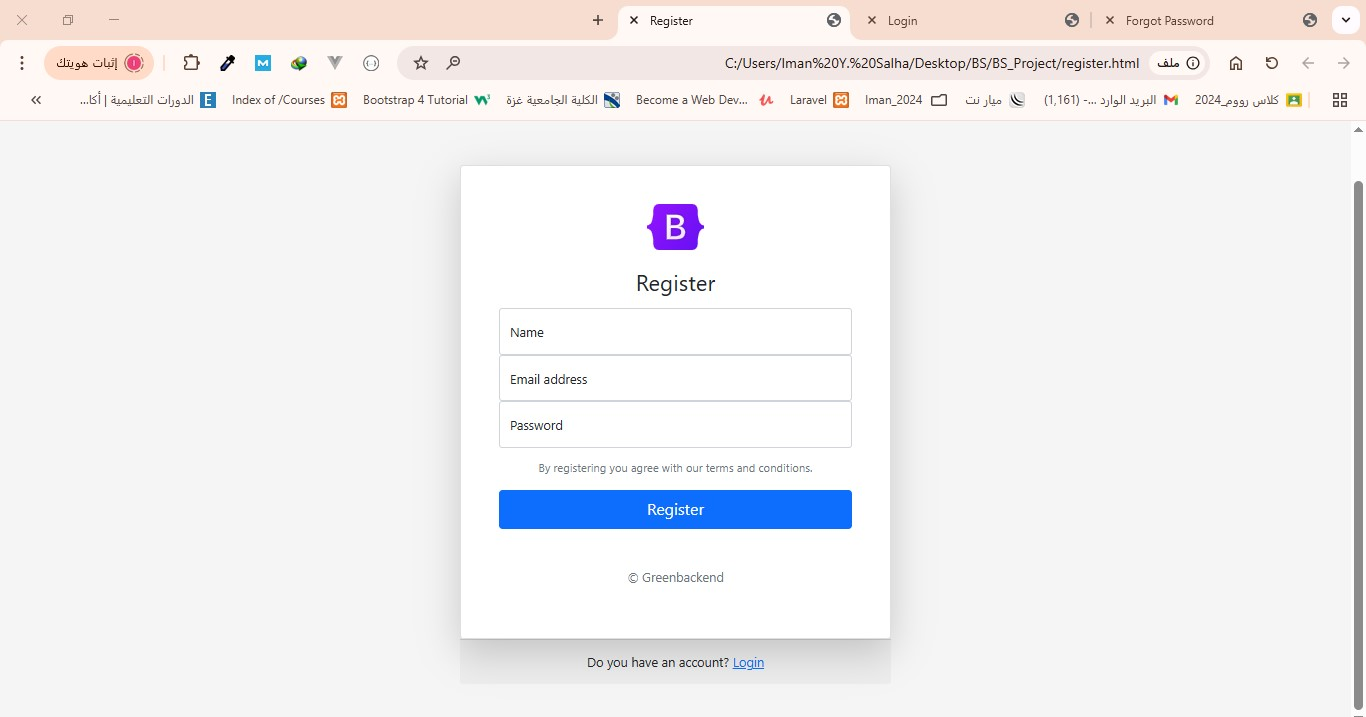 Register
Login
Forgot Password
إثبات هويتك
C:/Users/Iman%20Y.%20Salha/Desktop/BS/BS_Project/register.html
ملف
كلاس رووم_2024
البريد الوارد ...- (1,161)
ميار نت
Iman_2024
Laravel
Become a Web Dev...
الكلية الجامعية غزة
Bootstrap 4 Tutorial
Index of /Courses
الدورات التعليمية | أكا...
B
Register
Name
Email address
Password
By registering you agree with our terms and conditions.
Register
© Greenbackend
Do you have an account? Login